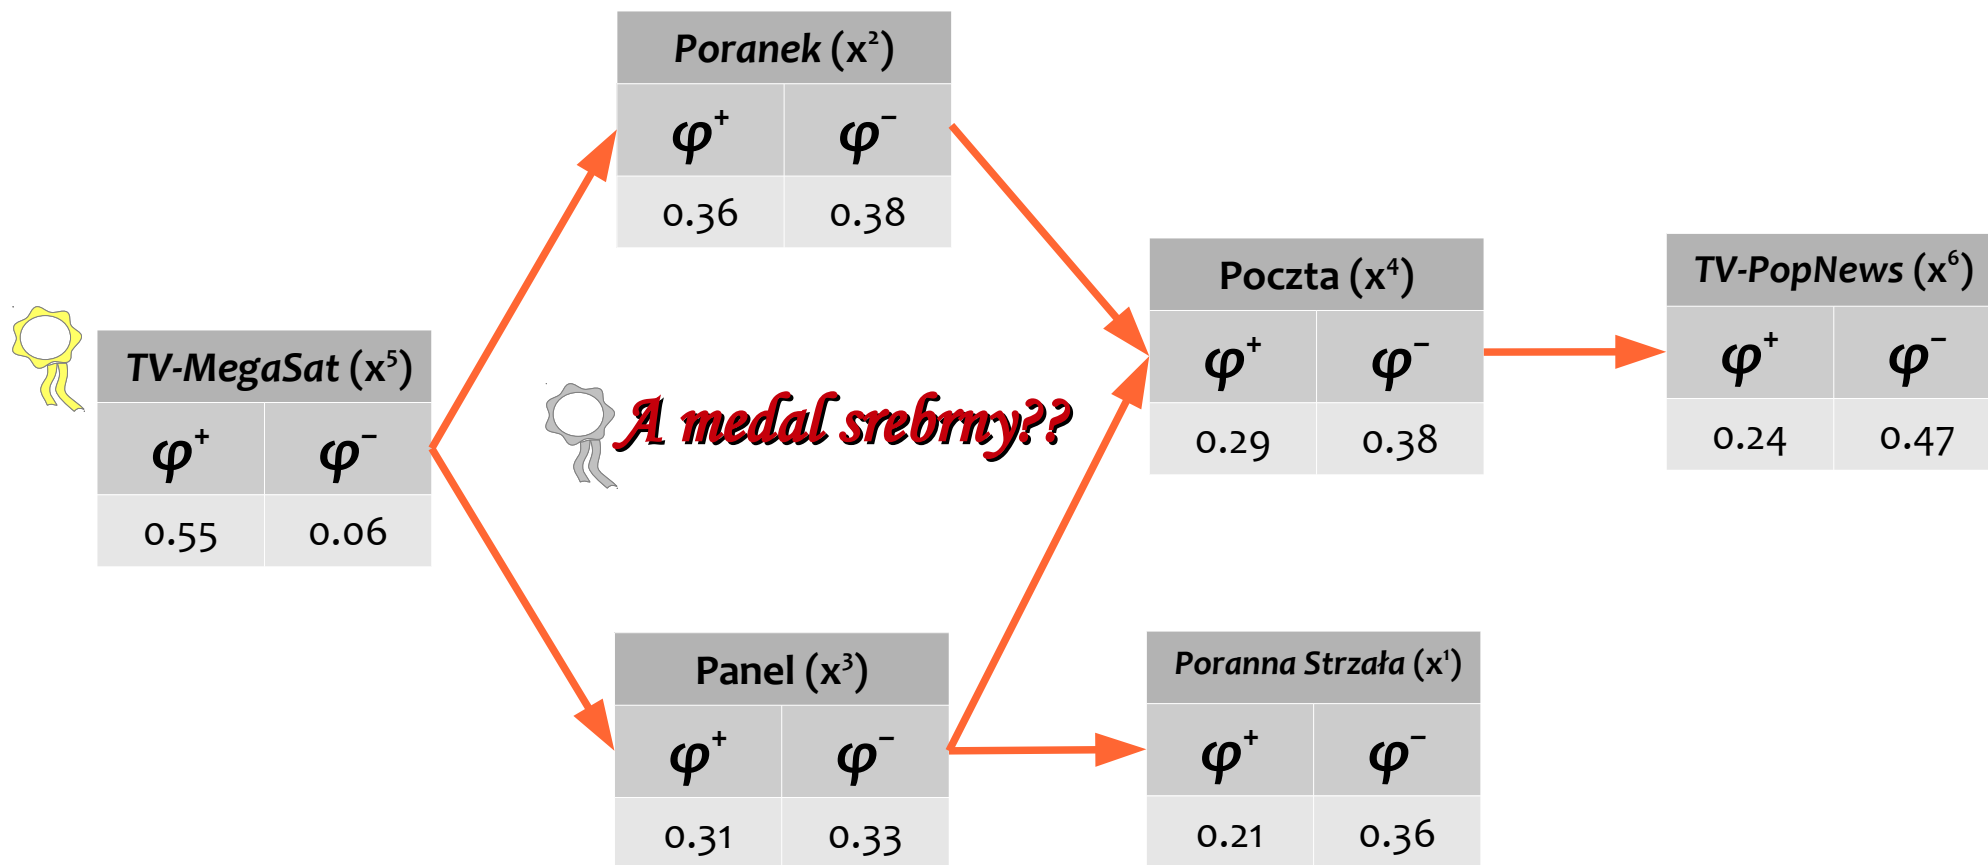 Poranek (x²)
φ⁺ φ⁻
0.36 0.38
TV-MegaSat (x⁵)
φ⁺ φ⁻
0.55 0.06
A medal srebrny??
Poczta (x⁴)
φ⁺ φ⁻
0.29 0.38
TV-PopNews (x⁶)
φ⁺ φ⁻
0.24 0.47
Panel (x³)
φ⁺ φ⁻
0.31 0.33
Poranna Strzała (x¹)
φ⁺ φ⁻
0.21 0.36